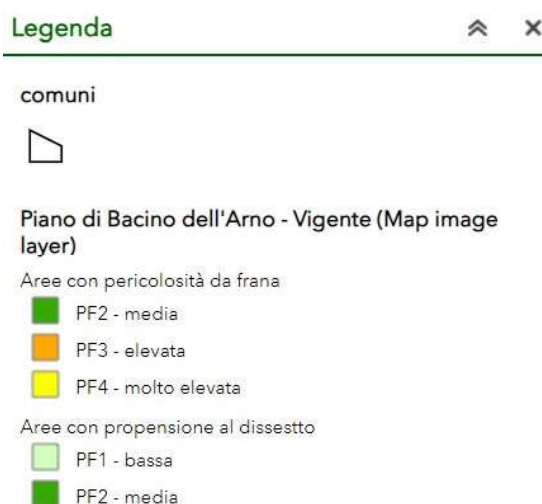 Legenda
comuni
Piano di Bacino dell'Arno - Vigente (Map image
layer)
Aree con pericolosità da frana
PF2 - media
PF3 - elevata
PF4 - molto elevata
Aree con propensione al dissestto
PF1 - bassa
PF2 - media